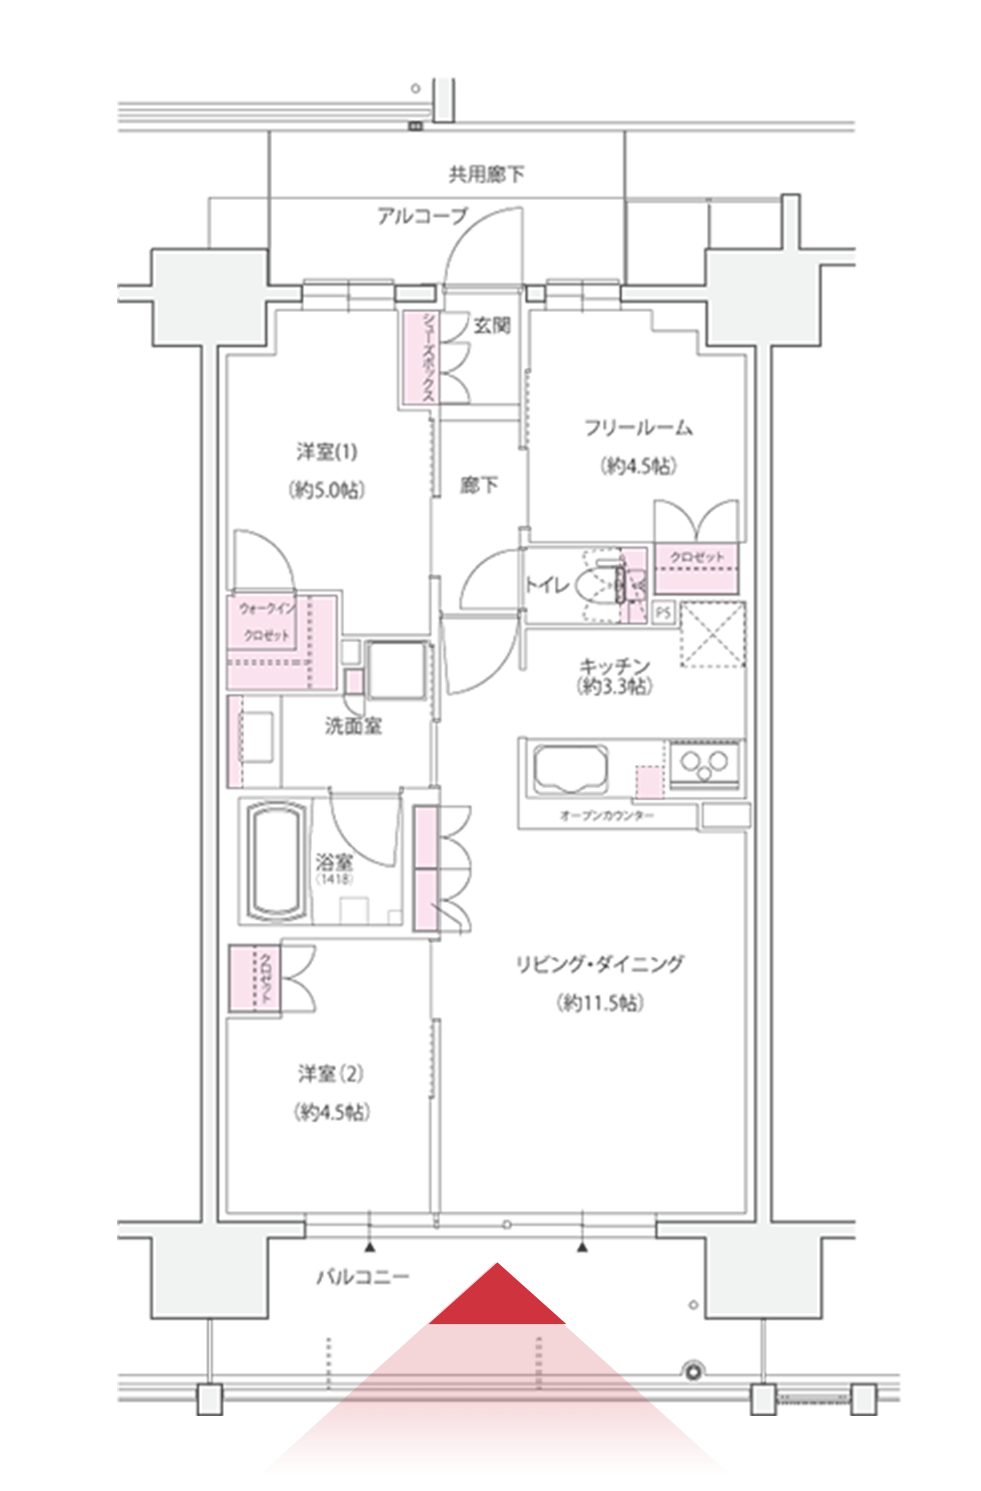 共用廊下
アルコーブ
玄関
シューズボックス
フリールーム
(約4.5帖)
洋室(1)
(約5.0帖)
廊下
クロゼット
トイレ
PS
ウォークイン
クロゼット
キッチン
(約3.3帖)
洗面室
オープンカウンター
浴室
(1418)
クロゼット
リビング・ダイニング
(約11.5帖)
洋室(2)
(約4.5帖)
バルコニー